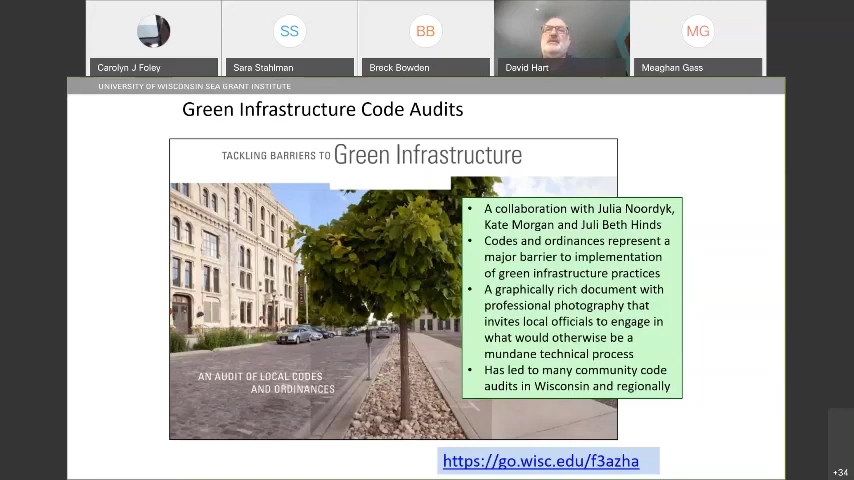 SS
BB
MG
Carolyn J Foley
Sara Stahlman
Breck Bowden
David Hart
Meaghan Gass
UNIVERSITY OF WISCONSIN SEA GRANT INSTITUTE
Green Infrastructure Code Audits
TACKLING BARRIERS TO Green Infrastructure
• A collaboration with Julia Noordyk,
Kate Morgan and Juli Beth Hinds
• Codes and ordinances represent a
major barrier to implementation
of green infrastructure practices
• A graphically rich document with
professional photography that
invites local officials to engage in
what would otherwise be a
mundane technical process
• Has led to many community code
audits in Wisconsin and regionally
AN AUDIT OF LOCAL CODES
AND ORDINANCES
https://go.wisc.edu/f3azha
+34